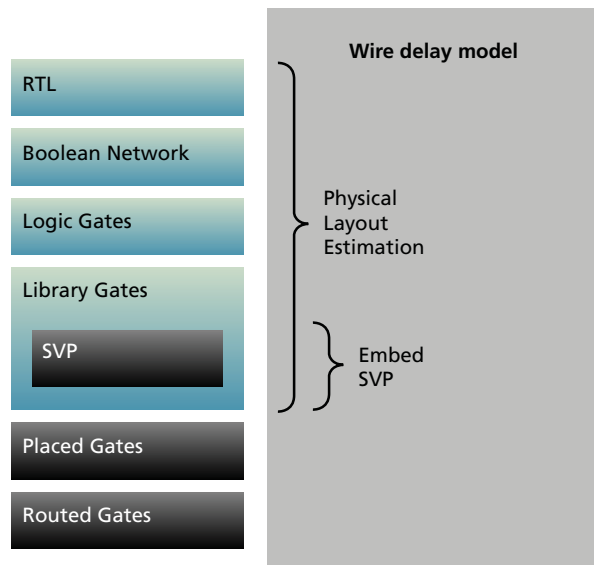 Wire delay model
RTL
Boolean Network
Logic Gates
Library Gates
SVP
Placed Gates
Routed Gates
Physical
Layout
Estimation
Embed
SVP